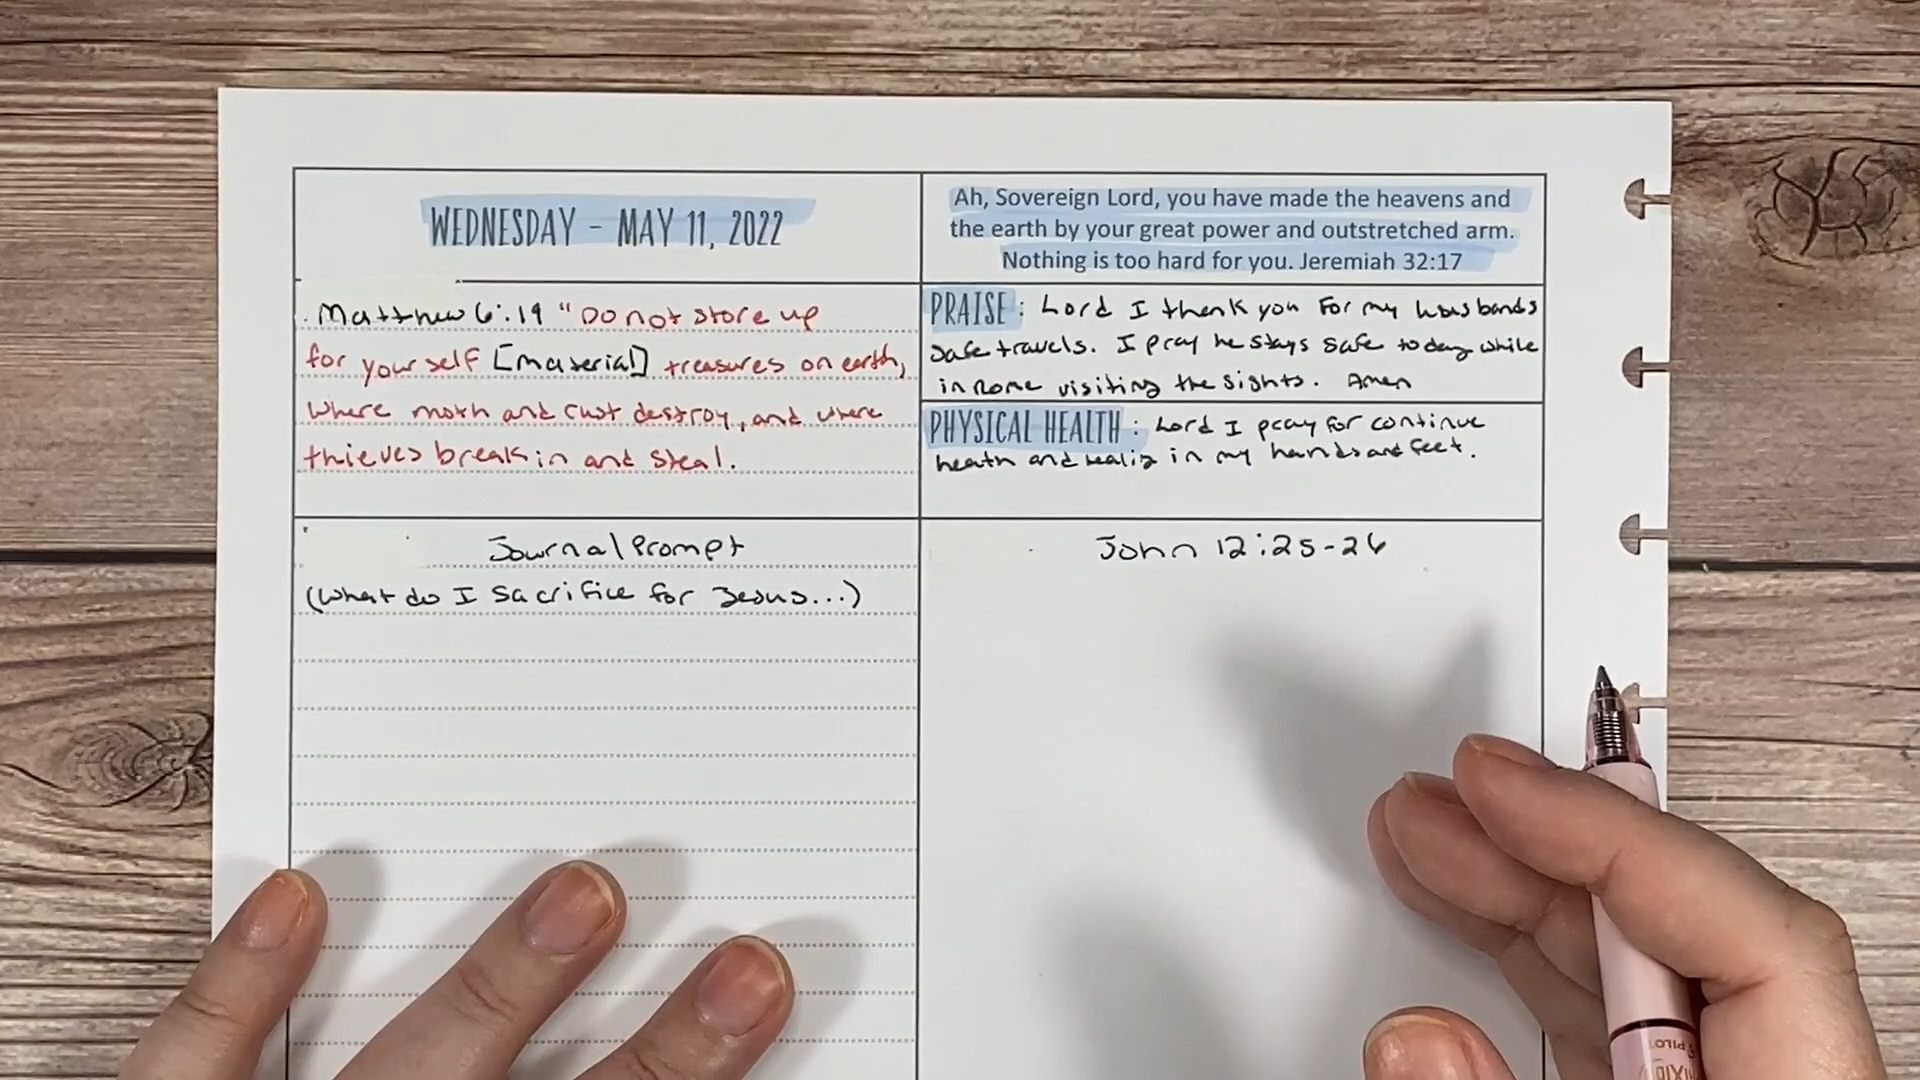 WEDNESDAY - MAY 11, 2022
Matthew 6:19 "Do not store up
for yourself [material] treasures on earth,
where moth and rust destroy, and where
thieves break in and steal.
Journal Prompt
(What do I sacrifice for Jesus...)
Ah, Sovereign Lord, you have made the heavens and
the earth by your great power and outstretched arm.
Nothing is too hard for you. Jeremiah 32:17
PRAISE: Lord I thank you For my husbands
safe travels. I pray he stays safe today while
in Rome visiting the sights. Amen
PHYSICAL HEALTH: Lord I pray for continue
heath and in my hands and feet.
John 12:25-26
PILOT